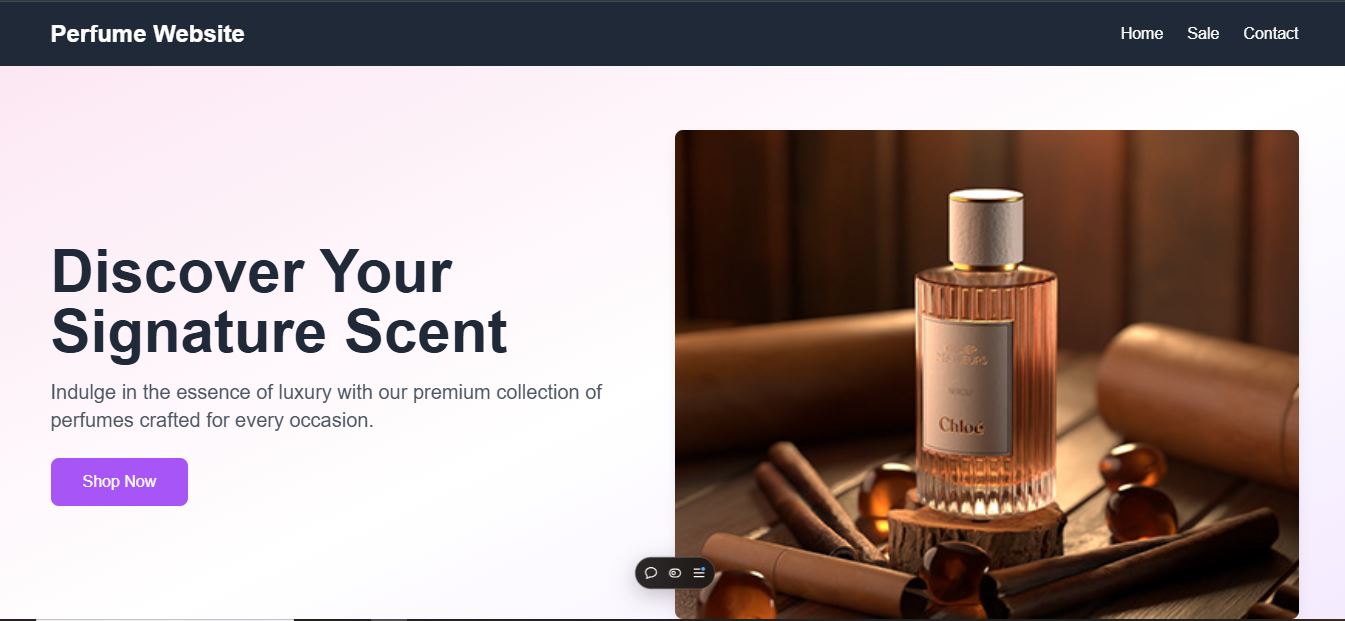 Perfume Website
Home Sale Contact
Discover Your
Signature Scent
Indulge in the essence of luxury with our premium collection of
perfumes crafted for every occasion.
Shop Now
Chloé